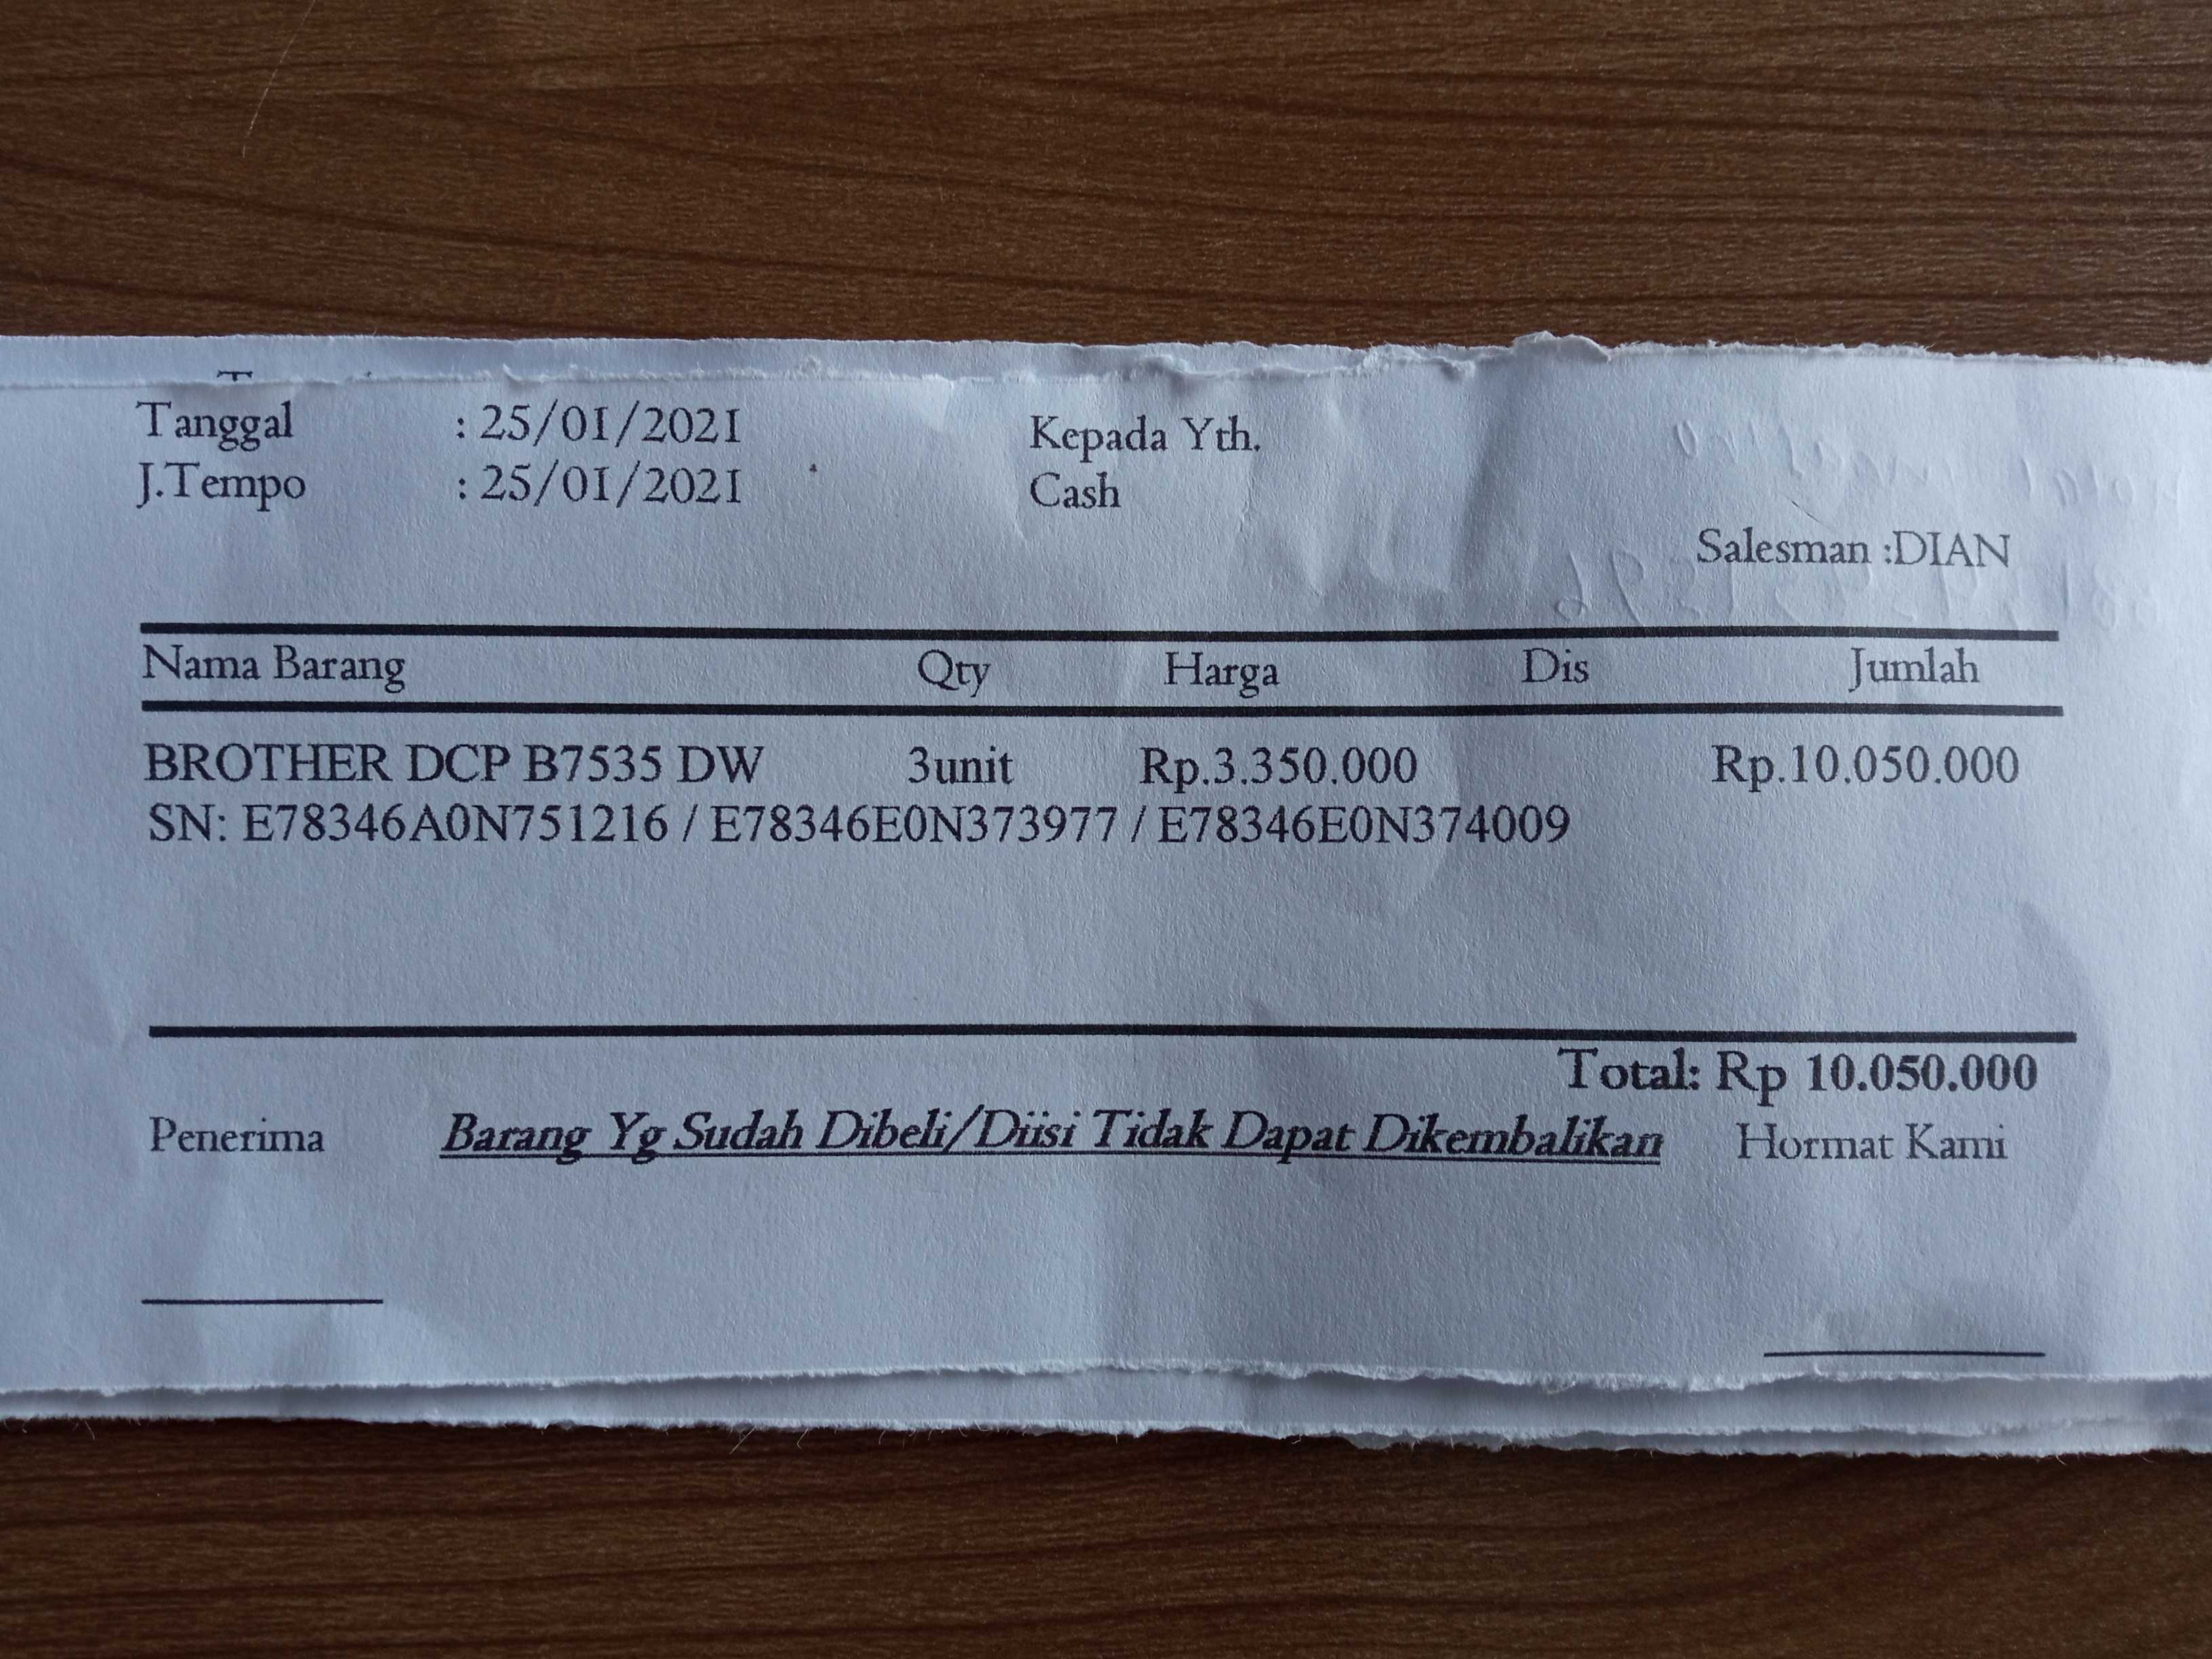 Tanggal : 25/01/2021
J.Tempo : 25/01/2021
Kepada Yth.
Cash
Salesman :DIAN
Nama Barang Qty Harga Dis Jumlah
BROTHER DCP B7535 DW 3unit Rp.3.350.000 Rp.10.050.000
SN: E78346A0N751216 / E78346E0N373977 / E78346E0N374009
Total: Rp 10.050.000
Penerima Barang Yg Sudah Dibeli/Diisi Tidak Dapat Dikembalikan Hormat Kami